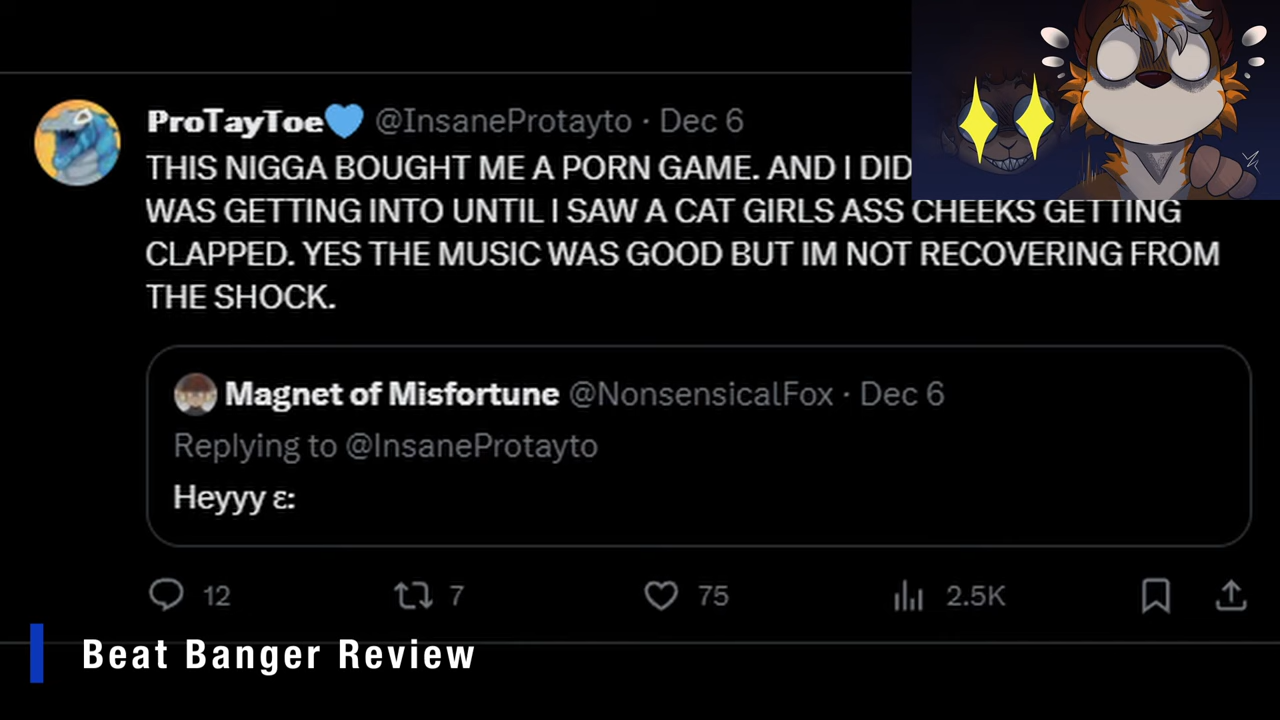 ProTayToe💙 @InsaneProtayto · Dec 6
THIS NIGGA BOUGHT ME A PORN GAME. AND I DID
WAS GETTING INTO UNTIL I SAW A CAT GIRLS ASS CHEEKS GETTING
CLAPPED. YES THE MUSIC WAS GOOD BUT IM NOT RECOVERING FROM
THE SHOCK.
Magnet of Misfortune @NonsensicalFox · Dec 6
Replying to @InsaneProtayto
Heyyy ε:
12 7 75 2.5K
Beat Banger Review